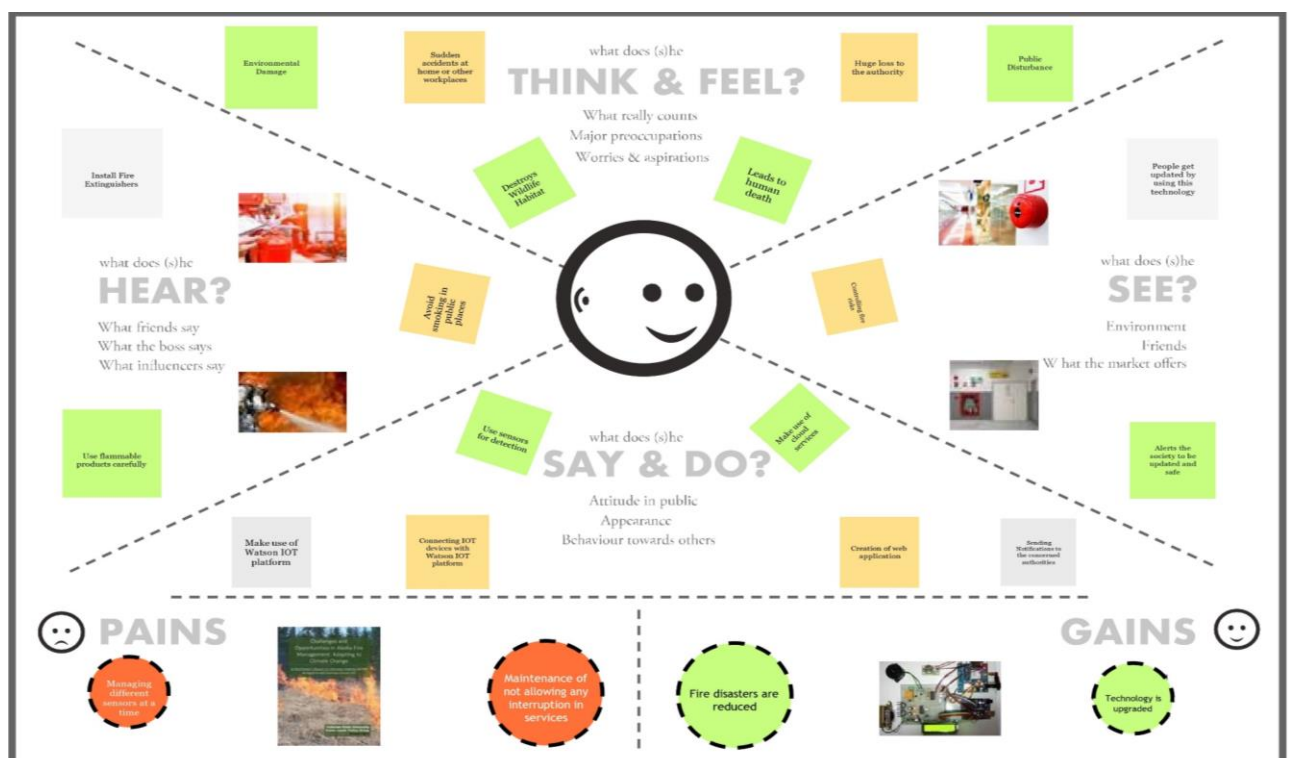 what does (s)he
THINK & FEEL?
What really counts
Major preoccupations
Worries & aspirations
Environmental
Damage
Sudden
accidents at
home or other
workplaces
Huge loss to
the authority
Public
Disturbance
Destroys
Wildlife
Habitat
Leads to
human
death
Install Fire
Extinguishers
what does (s)he
HEAR?
What friends say
What the boss says
What influencers say
Avoid
smoking in
public
places
Use flammable
products carefully
People get
updated by
using this
technology
what does (s)he
SEE?
Environment
Friends
W hat the market offers
Controling fire
Alerts the
society to be
updated and
safe
what does (s)he
SAY & DO?
Attitude in public
Appearance
Behaviour towards others
Use sensors
for detection
Make use of
cloud
services
Make use of
Watson IOT
platform
Connecting IOT
devices with
Watson IOT
platform
Creation of web
application
Sending
Notifications to
the concerned
authorities
PAINS
Managing
different
sensors at a
time
Challenges and
Opportunities in Alaska Fire
Management: Adapting to
Climate Change
Maintenance of
not allowing any
interruption in
services
GAINS
Fire disasters are
reduced
Technology is
upgraded